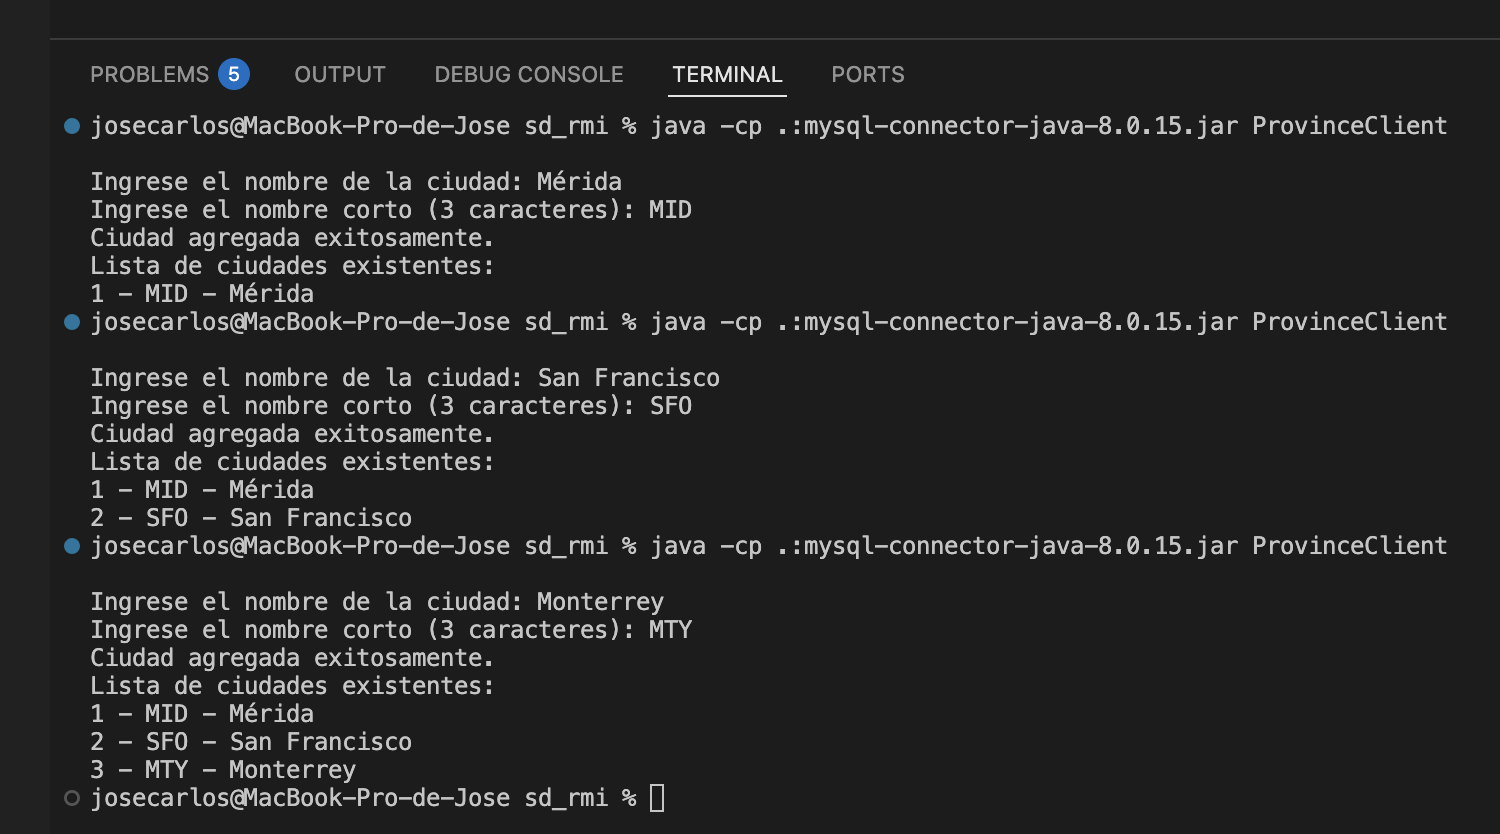 PROBLEMS 5 OUTPUT DEBUG CONSOLE TERMINAL PORTS
josecarlos@MacBook-Pro-de-Jose sd_rmi % java -cp .:mysql-connector-java-8.0.15.jar ProvinceClient
Ingrese el nombre de la ciudad: Mérida
Ingrese el nombre corto (3 caracteres): MID
Ciudad agregada exitosamente.
Lista de ciudades existentes:
1 - MID - Mérida
josecarlos@MacBook-Pro-de-Jose sd_rmi % java -cp .:mysql-connector-java-8.0.15.jar ProvinceClient
Ingrese el nombre de la ciudad: San Francisco
Ingrese el nombre corto (3 caracteres): SFO
Ciudad agregada exitosamente.
Lista de ciudades existentes:
1 - MID - Mérida
2 - SFO - San Francisco
josecarlos@MacBook-Pro-de-Jose sd_rmi % java -cp .:mysql-connector-java-8.0.15.jar ProvinceClient
Ingrese el nombre de la ciudad: Monterrey
Ingrese el nombre corto (3 caracteres): MTY
Ciudad agregada exitosamente.
Lista de ciudades existentes:
1 - MID - Mérida
2 - SFO - San Francisco
3 - MTY - Monterrey
josecarlos@MacBook-Pro-de-Jose sd_rmi %